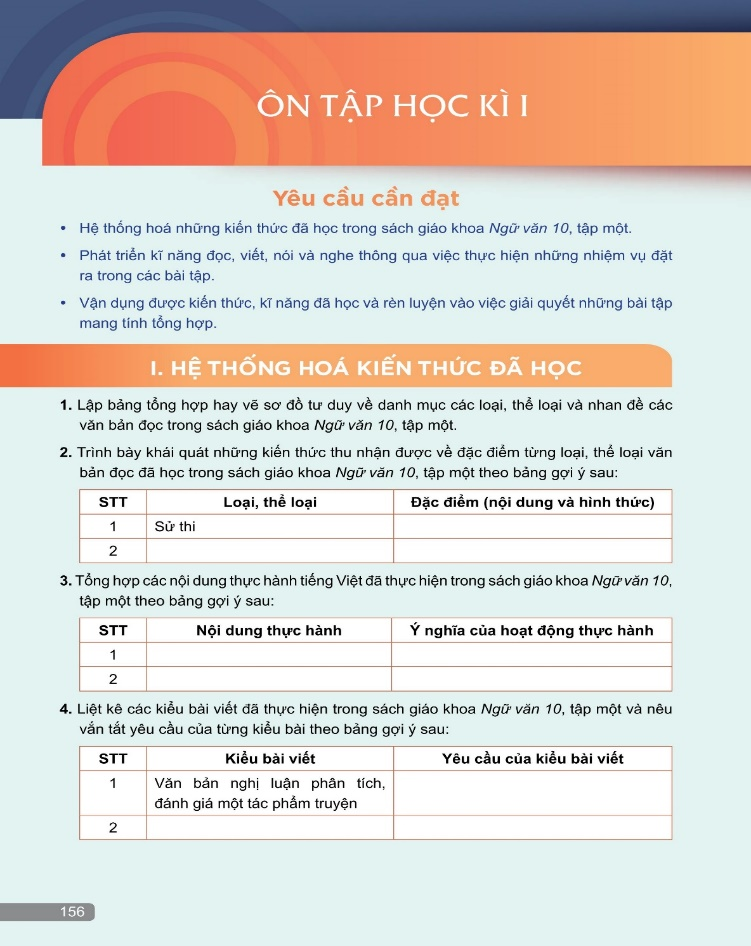 ÔN TẬP HỌC KÌ I
Yêu cầu cần đạt
• Hệ thống hoá những kiến thức đã học trong sách giáo khoa Ngữ văn 10, tập một.
• Phát triển kĩ năng đọc, viết, nói và nghe thông qua việc thực hiện những nhiệm vụ đặt
ra trong các bài tập.
• Vận dụng được kiến thức, kĩ năng đã học và rèn luyện vào việc giải quyết những bài tập
mang tính tổng hợp.
I. HỆ THỐNG HOÁ KIẾN THỨC ĐÃ HỌC
1. Lập bảng tổng hợp hay vẽ sơ đồ tư duy về danh mục các loại, thể loại và nhan đề các
văn bản đọc trong sách giáo khoa Ngữ văn 10, tập một.
2. Trình bày khái quát những kiến thức thu nhận được về đặc điểm từng loại, thể loại văn
bản đọc đã học trong sách giáo khoa Ngữ văn 10, tập một theo bảng gợi ý sau:
STT Loại, thể loại Đặc điểm (nội dung và hình thức)
1 Sử thi
2
3. Tổng hợp các nội dung thực hành tiếng Việt đã thực hiện trong sách giáo khoa Ngữ văn 10,
tập một theo bảng gợi ý sau:
STT Nội dung thực hành Ý nghĩa của hoạt động thực hành
1
2
4. Liệt kê các kiểu bài viết đã thực hiện trong sách giáo khoa Ngữ văn 10, tập một và nêu
vắn tắt yêu cầu của từng kiểu bài theo bảng gợi ý sau:
STT Kiểu bài viết Yêu cầu của kiểu bài viết
1 Văn bản nghị luận phân tích,
đánh giá một tác phẩm truyện
2
156